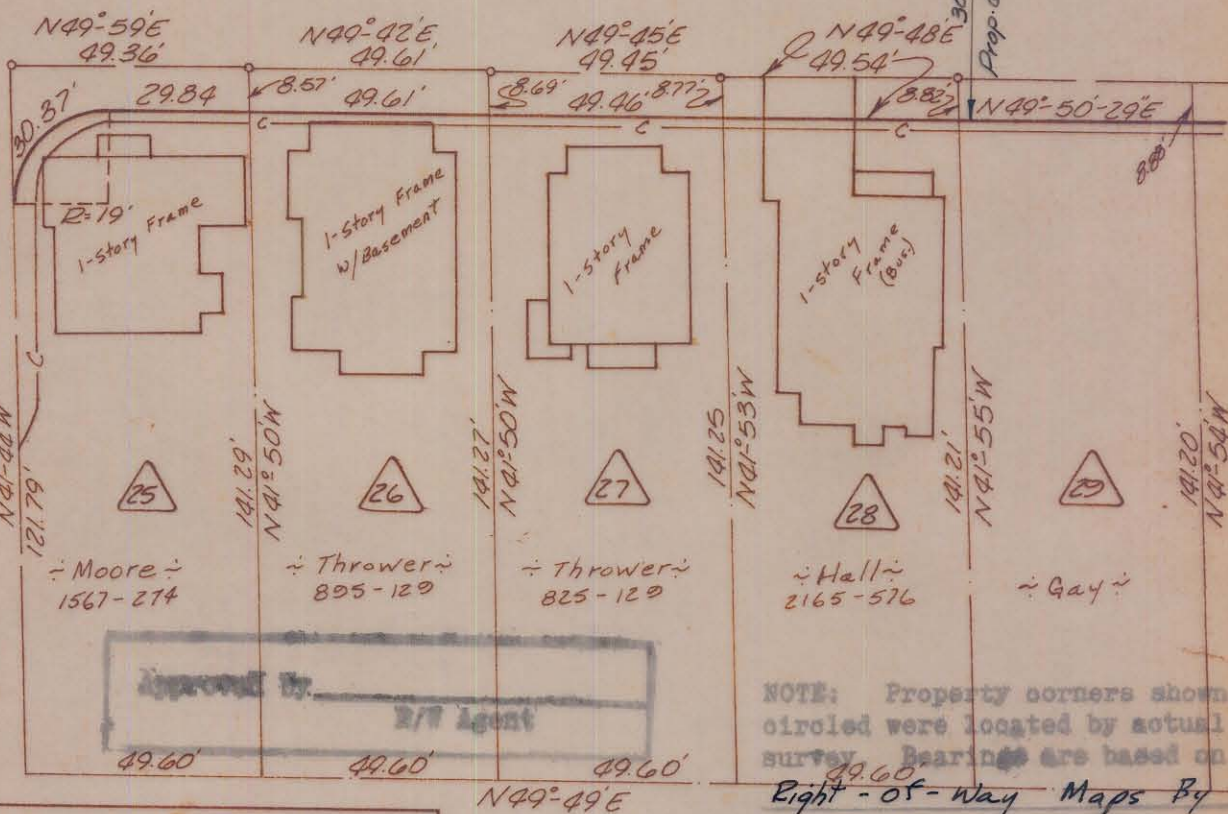 N49°-59'E
49.36'
N49°-42'E
49.61'
N49°-45'E
49.45'
N49°-48'E
49.54'
30
Prop.
30.37'
29.84
8.57'
49.61'
8.69'
49.46'
8.77'
8.82'
N49°-50'-29"E
8.88'
C
C
C
R=19'
1-Story Frame
1-Story Frame
w/Basement
1-Story
Frame
1-Story
Frame
(Bus.)
C
N41°-44'W
121.79'
141.29'
N41°-50'W
141.27'
N41°-50'W
141.25
N41°-53'W
141.21'
N41°-55'W
141.20'
N41°-54'W
25
26
27
28
29
~Moore~
1567-274
~Thrower~
895-129
~Thrower~
825-129
~Hall~
2165-576
~Gay~
Approved By
R/W Agent
NOTE: Property corners shown
circled were located by actual
survey Bearings are based on
49.60'
49.60'
49.60'
49.60'
N49°-49'E
Right-of-Way Maps By